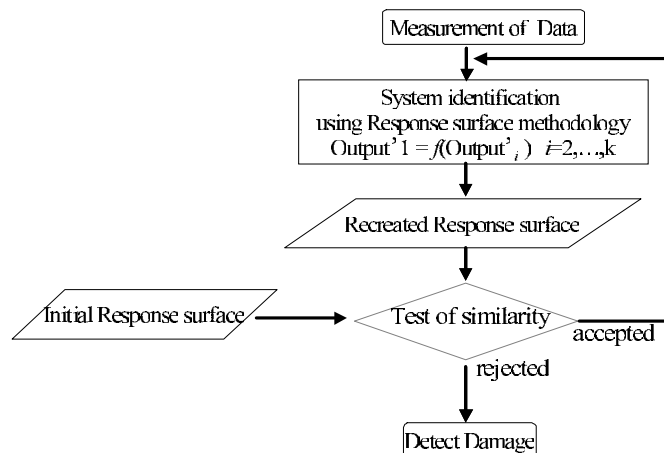 Measurement of Data
System identification
using Response surface methodology
Output’1 = f(Output’i) i=2,…,k
Recreated Response surface
Initial Response surface
Test of similarity
accepted
rejected
Detect Damage